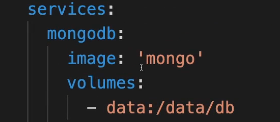 services:
  mongodb:
    image: 'mongo'
    volumes:
      - data:/data/db